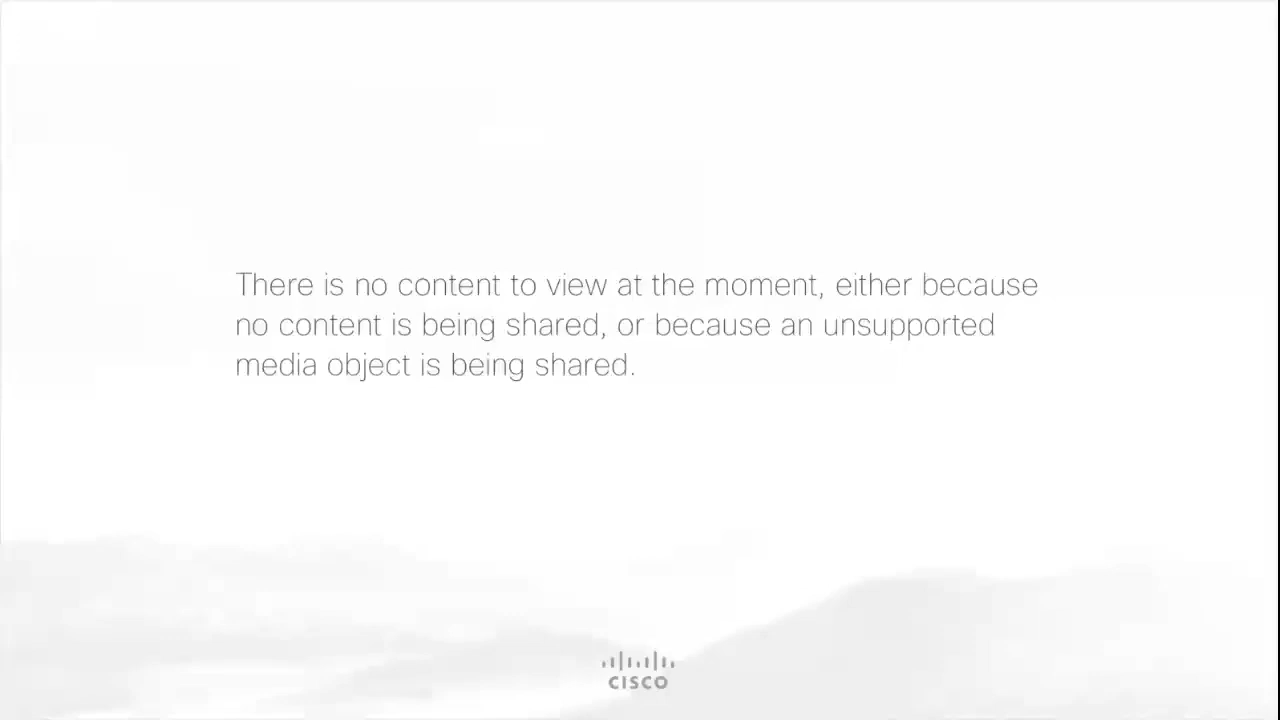 There is no content to view at the moment, either because
no content is being shared, or because an unsupported
media object is being shared.
CISCO